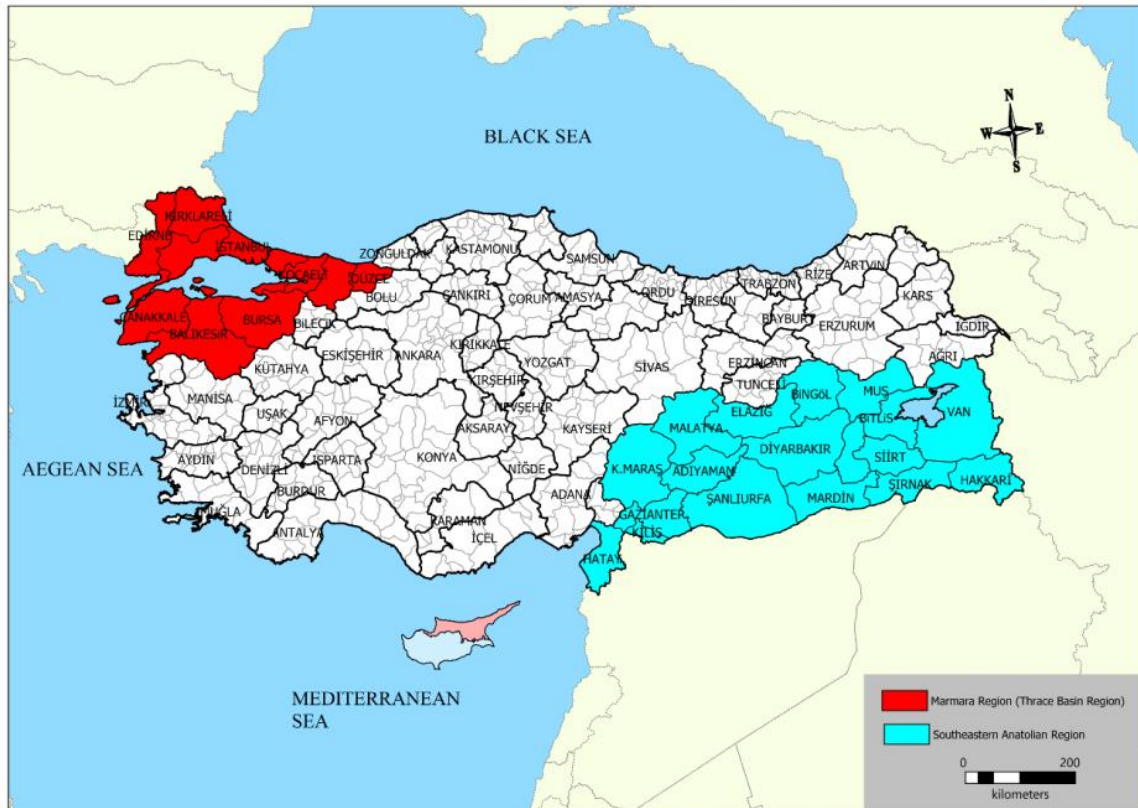 N
W E
S
BLACK SEA
KIRKLARELİ
EDİRNE
İSTANBUL
ZONGULDAK
KASTAMONU
SAMSUN
KOCAELİ
DÜZCE
BOLU
ÇANKIRI
ÇORUM
AMASYA
ORDU
GİRESUN
TRABZON
RİZE
ARTVİN
BAYBURT
KARS
ERZURUM
IĞDIR
AĞRI
ÇANAKKALE
BURSA
BALIKESİR
BİLECİK
ESKİŞEHİR
ANKARA
KIRIKKALE
YOZGAT
SİVAS
ERZİNCAN
TUNCELİ
KÜTAHYA
KIRŞEHİR
BİNGÖL
MUŞ
ELAZIĞ
BİTLİS
VAN
İZMİR
MANİSA
UŞAK
AFYON
NEVŞEHİR
AKSARAY
KAYSERİ
MALATYA
DİYARBAKIR
SİİRT
AEGEAN SEA
AYDIN
DENİZLİ
ISPARTA
KONYA
NİĞDE
K.MARAŞ
ADIYAMAN
HAKKARİ
ŞIRNAK
MARDİN
ŞANLIURFA
BURDUR
ADANA
MUĞLA
ANTALYA
KARAMAN
İÇEL
GAZİANTEP
KİLİS
HATAY
MEDITERRANEAN
SEA
Marmara Region (Thrace Basin Region)
Southeastern Anatolian Region
0 200
kilometers